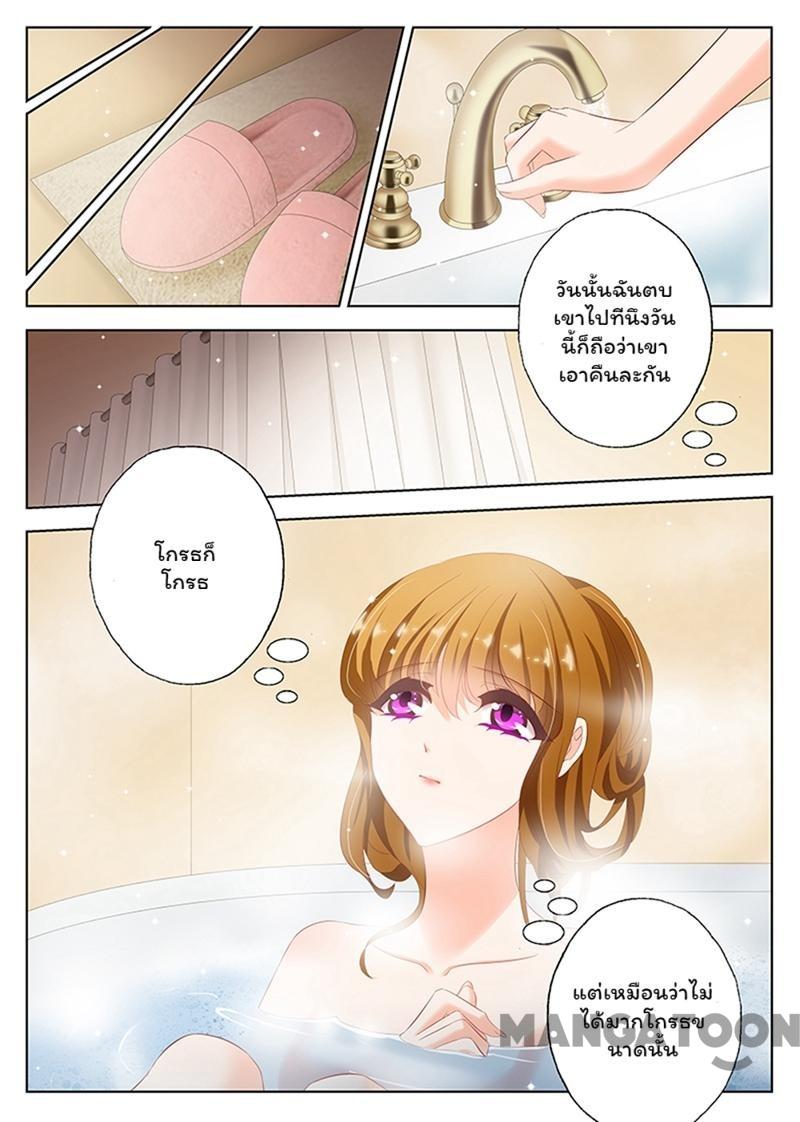 วันนั้นฉันตบ
เขาไปทีนึงวัน
นี้ก็ถือว่าเขา
เอาคืนละกัน
โกรธก็
โกรธ
แต่เหมือนว่าไม่
ได้มากโกรธข
นาดนั้น
MANGATOON